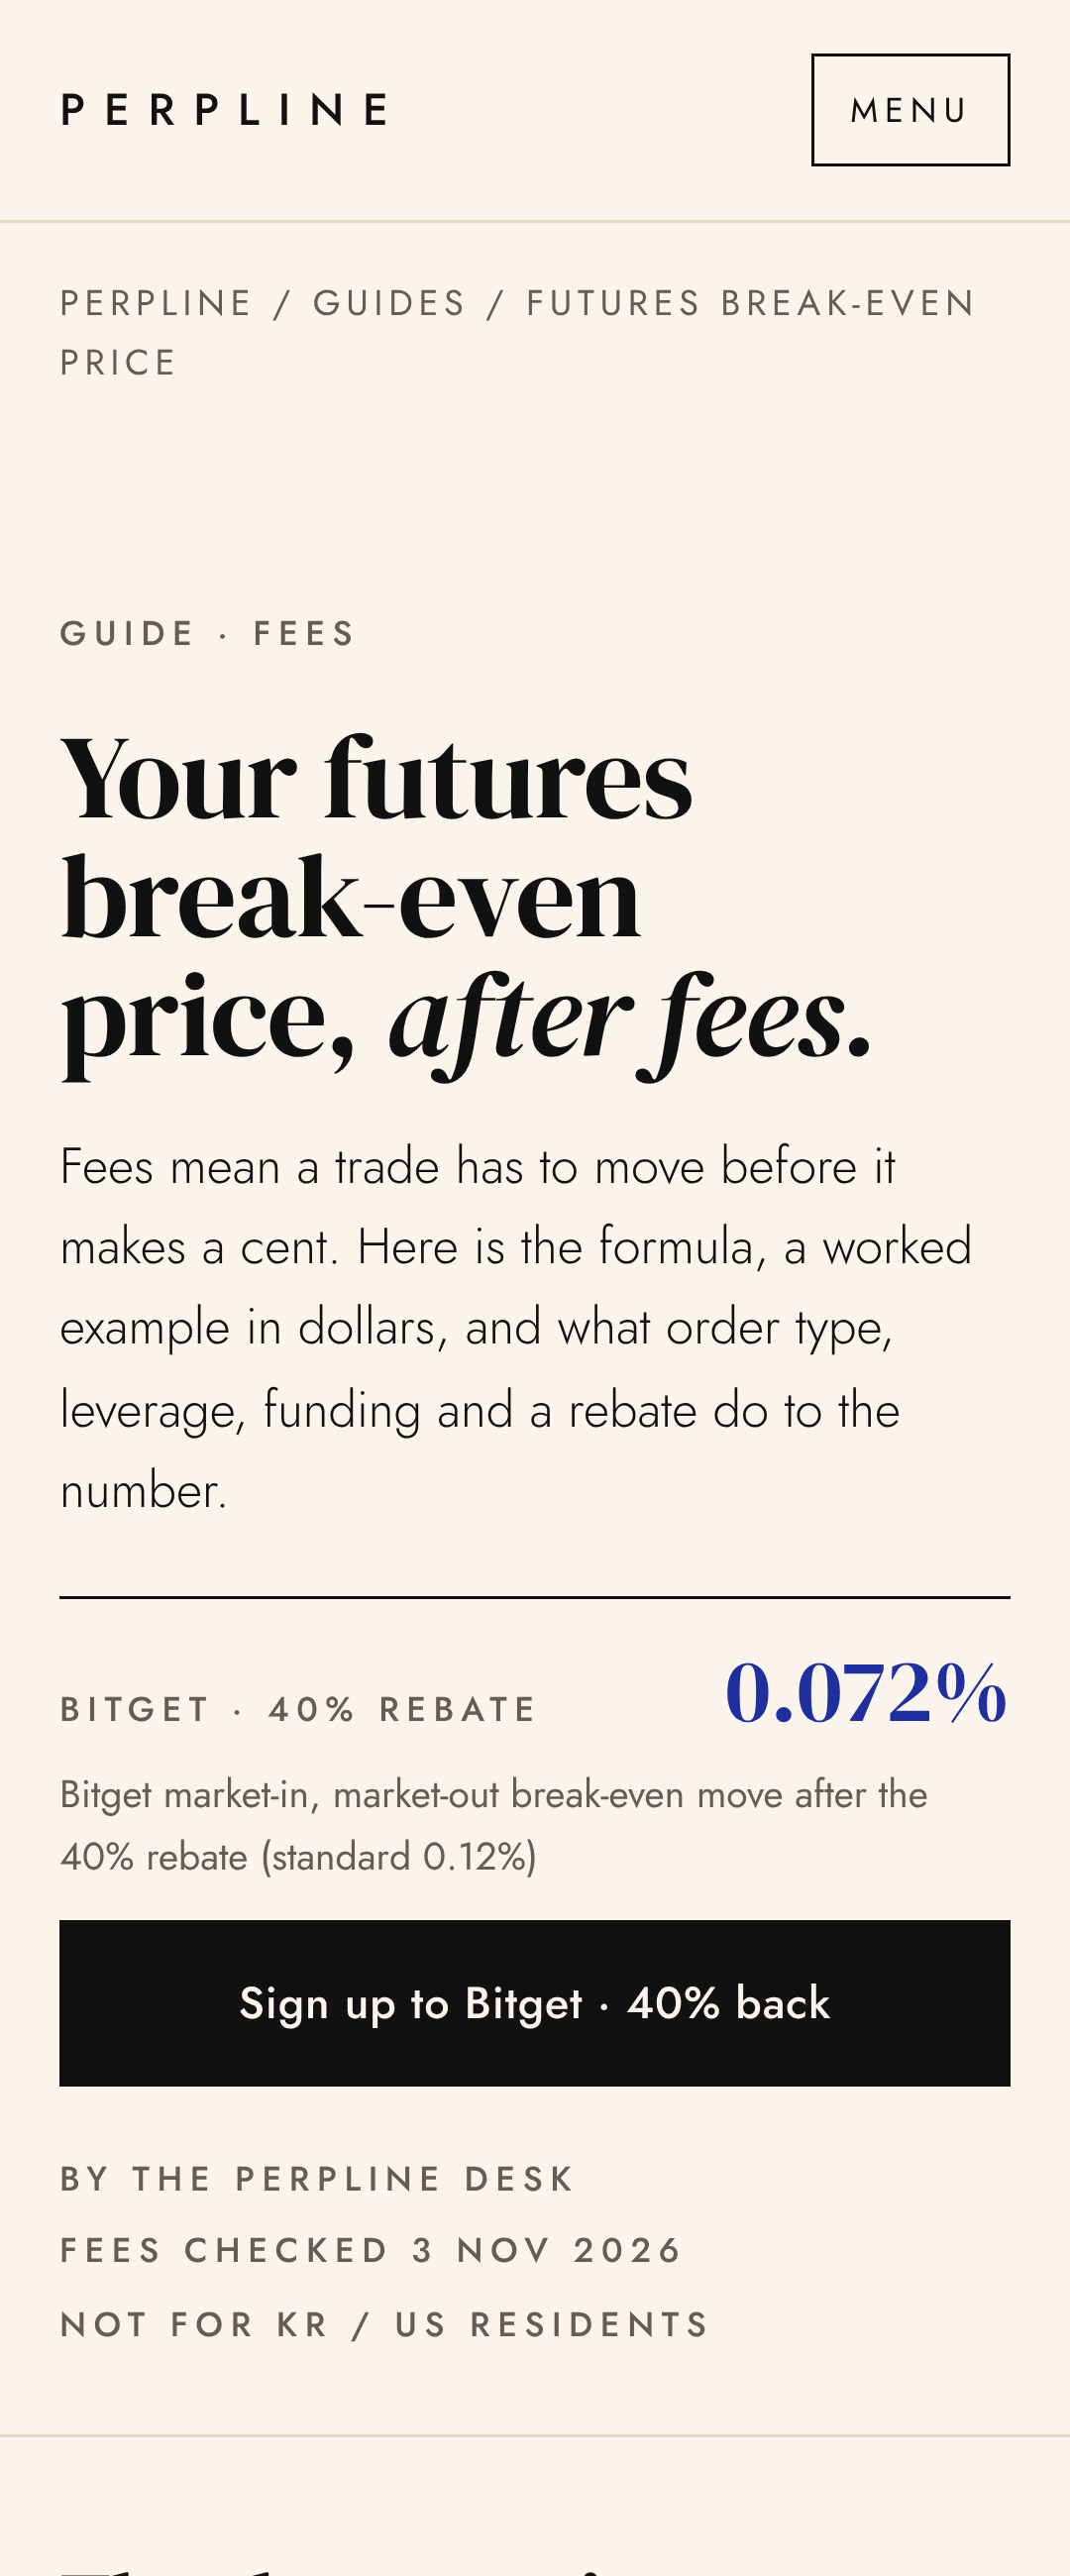 PERPLINE
MENU
PERPLINE / GUIDES / FUTURES BREAK-EVEN
PRICE
GUIDE · FEES
Your futures
break-even
price, after fees.
Fees mean a trade has to move before it
makes a cent. Here is the formula, a worked
example in dollars, and what order type,
leverage, funding and a rebate do to the
number.
BITGET · 40% REBATE
0.072%
Bitget market-in, market-out break-even move after the
40% rebate (standard 0.12%)
Sign up to Bitget · 40% back
BY THE PERPLINE DESK
FEES CHECKED 3 NOV 2026
NOT FOR KR / US RESIDENTS